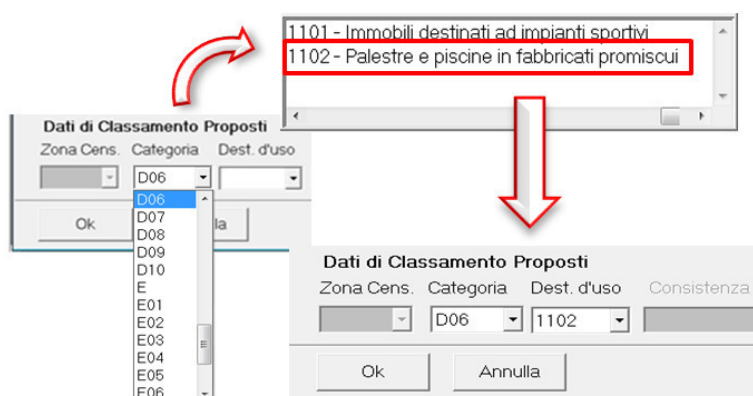 1101 - Immobili destinati ad impianti sportivi
1102 - Palestre e piscine in fabbricati promiscui
Dati di Classamento Proposti
Zona Cens. Categoria Dest. d'uso
D06
D06
D07
D08
D09
D10
E
E01
E02
E03
E04
E05
E06
Ok
la
Dati di Classamento Proposti
Zona Cens. Categoria Dest. d'uso Consistenza
D06 1102
Ok Annulla